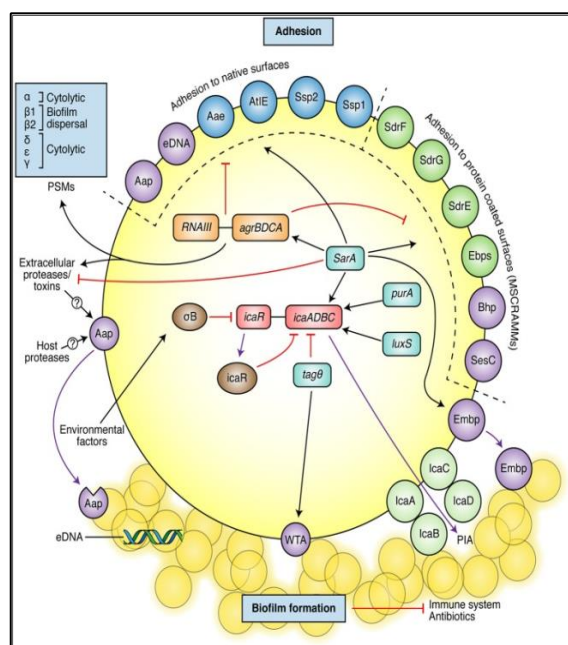 Adhesion
Adhesion to native surfaces
Adhesion to protein coated surfaces (MSCRAMMs)
α ] Cytolytic
β1 ] Biofilm
β2 ] dispersal
δ
ε ] Cytolytic
γ
PSMs
Aap
eDNA
Aae
AtlE
Ssp2
Ssp1
SdrF
SdrG
SdrE
Ebps
Bhp
SesC
Embp
RNAIII
agrBDCA
SarA
Extracellular
proteases/
toxins
?
Host
proteases
?
Aap
σB
icaR
icaADBC
purA
luxS
icaR
tagθ
Environmental
factors
Aap
eDNA
WTA
IcaC
IcaA
IcaD
IcaB
PIA
Embp
Biofilm formation
Immune system
Antibiotics